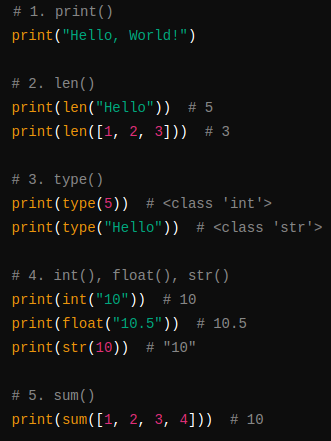 # 1. print()
print("Hello, World!")
# 2. len()
print(len("Hello"))  # 5
print(len([1, 2, 3]))  # 3
# 3. type()
print(type(5))  # <class 'int'>
print(type("Hello"))  # <class 'str'>
# 4. int(), float(), str()
print(int("10"))  # 10
print(float("10.5"))  # 10.5
print(str(10))  # "10"
# 5. sum()
print(sum([1, 2, 3, 4]))  # 10